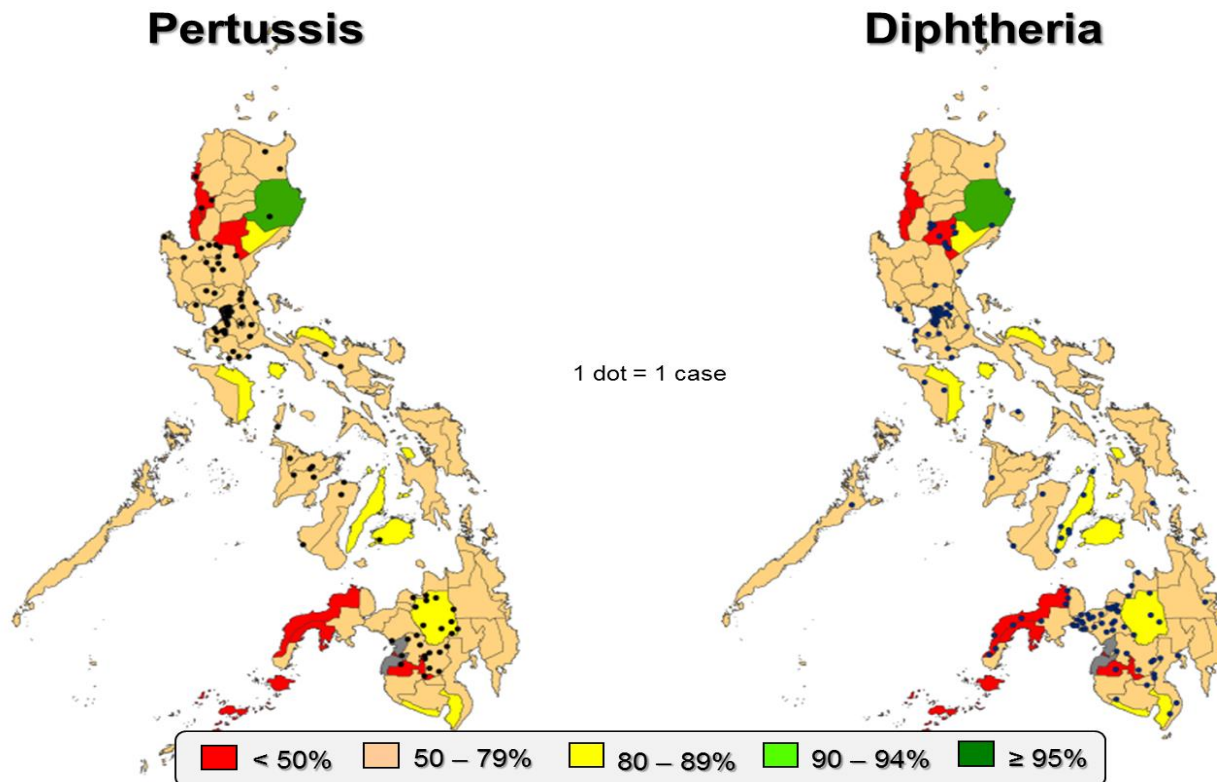 Pertussis
Diphtheria
1 dot = 1 case
< 50%
50 – 79%
80 – 89%
90 – 94%
≥ 95%